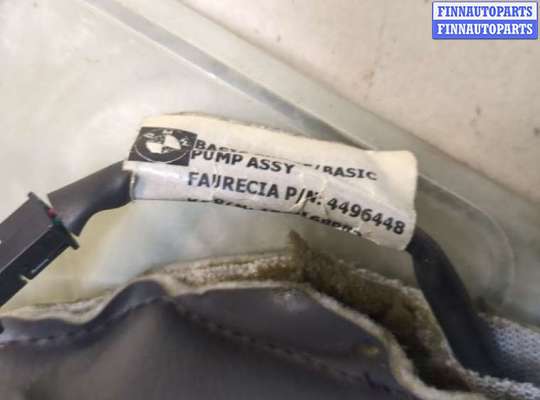 FINNAUTOPARTS
FINNAUTOPARTS
/BASIC
PUMP ASSY
FAURECIA P/N: 4496448